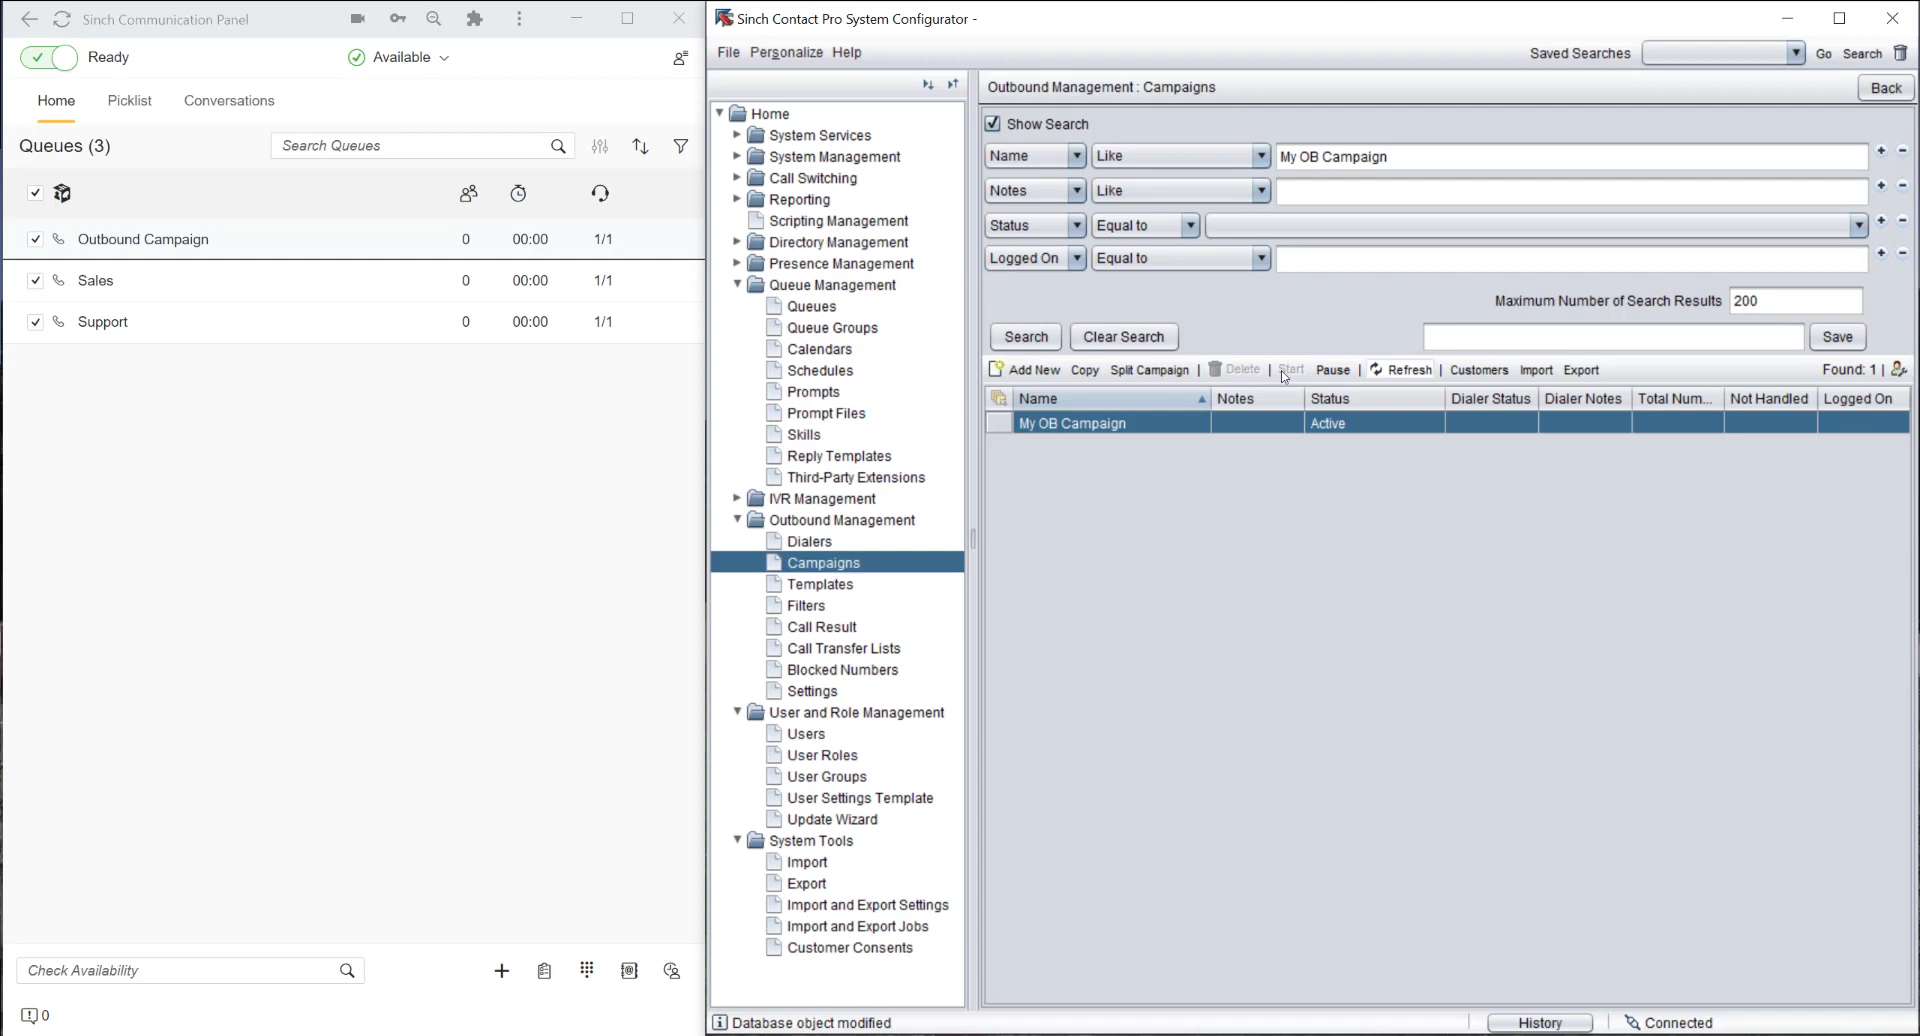 Sinch Communication Panel
Ready
Available
Home Picklist Conversations
Queues (3)
Search Queues
Outbound Campaign 0 00:00 1/1
Sales 0 00:00 1/1
Support 0 00:00 1/1
Check Availability
0
Sinch Contact Pro System Configurator -
File Personalize Help
Saved Searches Go Search
Home
System Services
System Management
Call Switching
Reporting
Scripting Management
Directory Management
Presence Management
Queue Management
Queues
Queue Groups
Calendars
Schedules
Prompts
Prompt Files
Skills
Reply Templates
Third-Party Extensions
IVR Management
Outbound Management
Dialers
Campaigns
Templates
Filters
Call Result
Call Transfer Lists
Blocked Numbers
Settings
User and Role Management
Users
User Roles
User Groups
User Settings Template
Update Wizard
System Tools
Import
Export
Import and Export Settings
Import and Export Jobs
Customer Consents
Outbound Management : Campaigns Back
Show Search
Name Like My OB Campaign
Notes Like
Status Equal to
Logged On Equal to
Maximum Number of Search Results 200
Search Clear Search Save
Add New Copy Split Campaign | Delete | Start Pause | Refresh | Customers Import Export Found: 1 |
Name Notes Status Dialer Status Dialer Notes Total Num... Not Handled Logged On
My OB Campaign Active
Database object modified History Connected